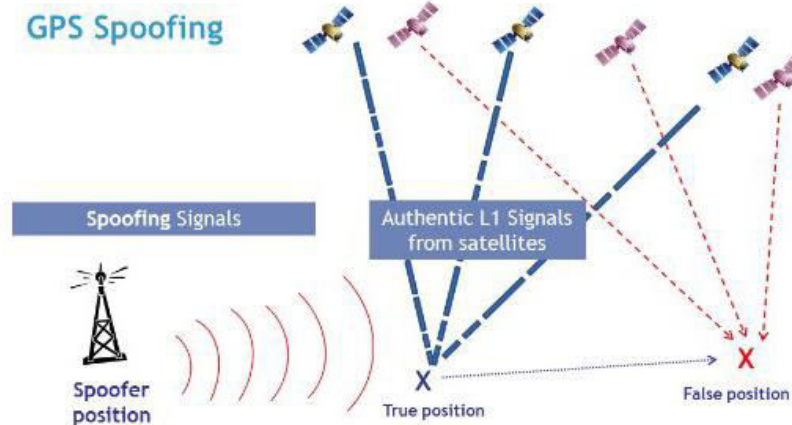 GPS Spoofing
Spoofing Signals
Authentic L1 Signals
from satellites
Spoofer
position
X
True position
X
False position